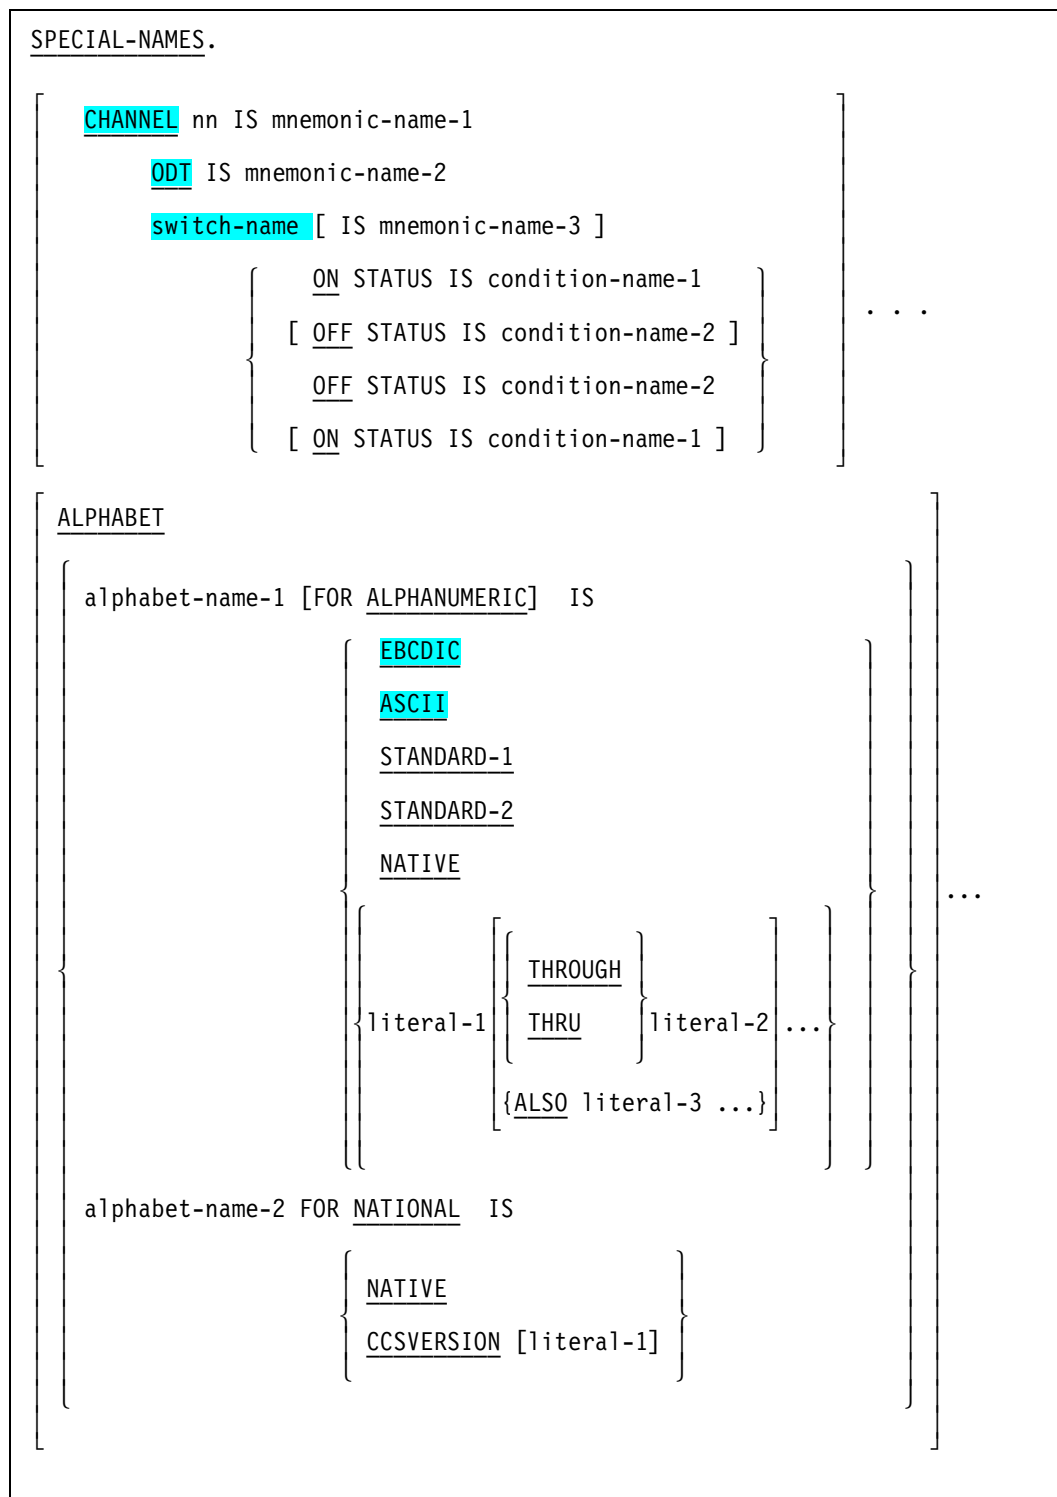 SPECIAL-NAMES.
CHANNEL nn IS mnemonic-name-1
ODT IS mnemonic-name-2
switch-name [ IS mnemonic-name-3 ]
ON STATUS IS condition-name-1
[ OFF STATUS IS condition-name-2 ]
. . .
OFF STATUS IS condition-name-2
[ ON STATUS IS condition-name-1 ]
ALPHABET
alphabet-name-1 [FOR ALPHANUMERIC] IS
EBCDIC
ASCII
STANDARD-1
STANDARD-2
NATIVE
...
THROUGH
literal-1 THRU literal-2 ...
{ALSO literal-3 ...}
alphabet-name-2 FOR NATIONAL IS
NATIVE
CCSVERSION [literal-1]